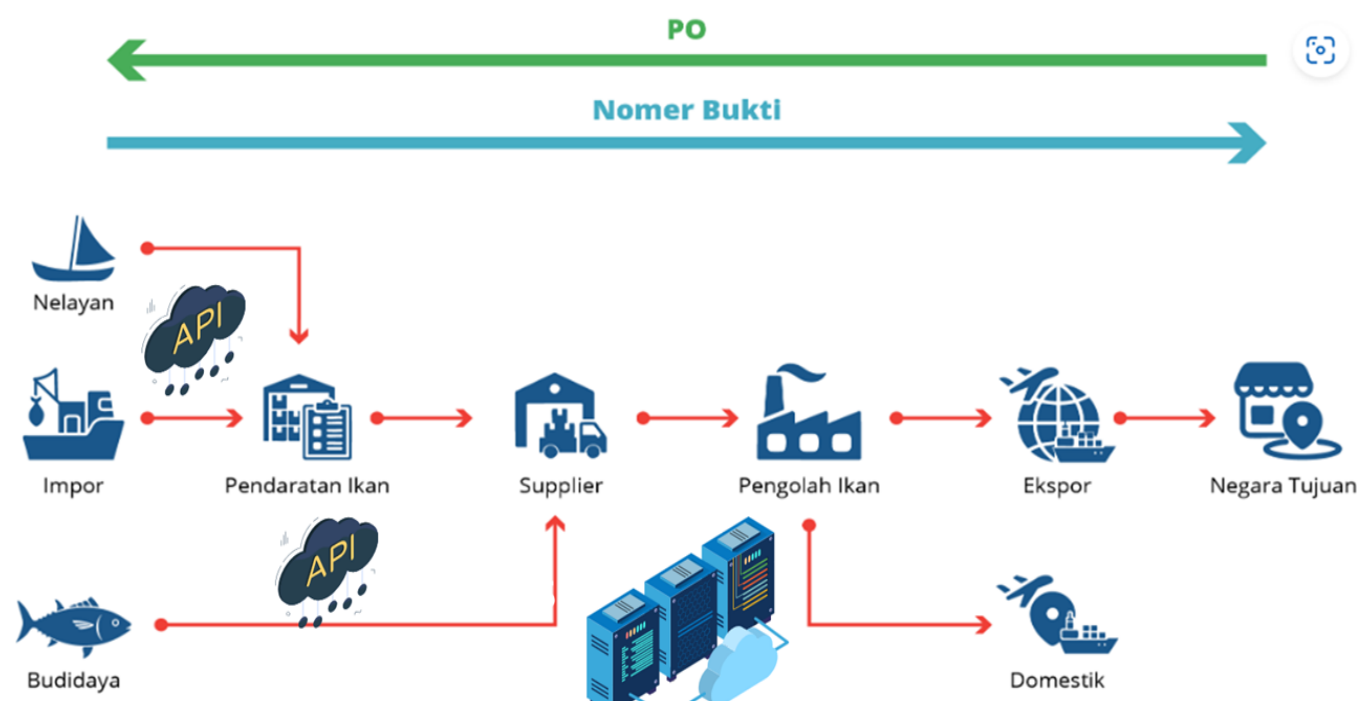 PO
Nomer Bukti
Nelayan
API
Impor
Pendaratan Ikan
Supplier
Pengolah Ikan
Ekspor
Negara Tujuan
API
Budidaya
Domestik